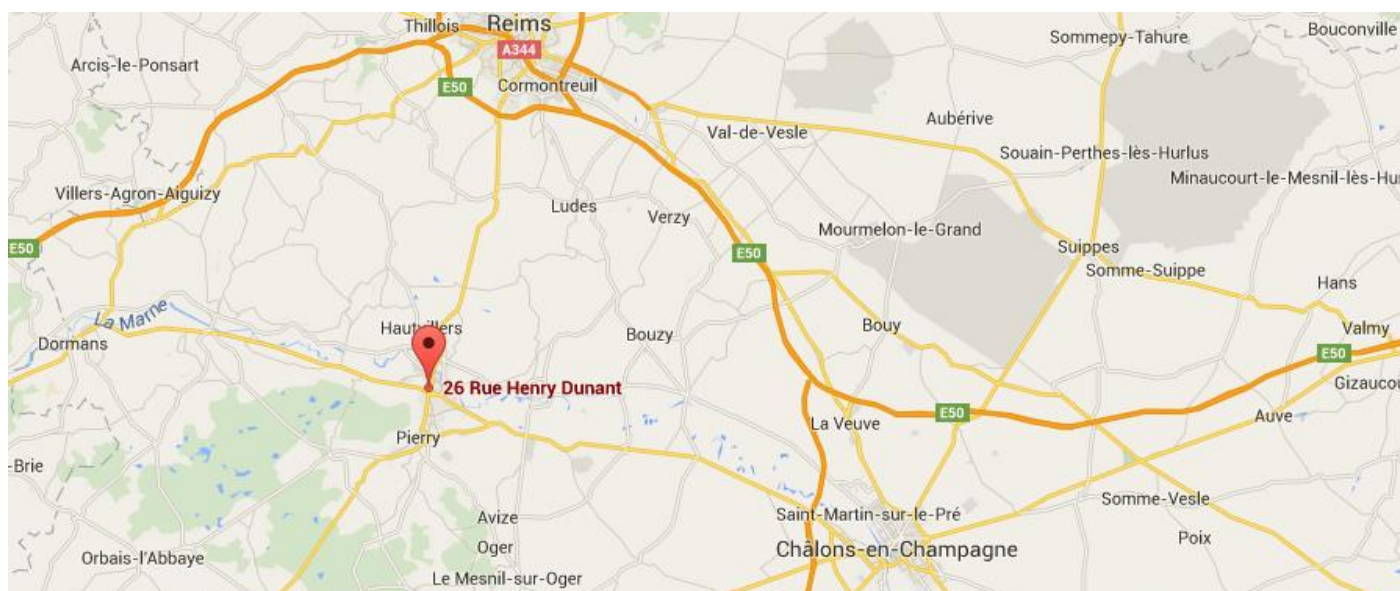 Reims
Thillois
Bouconville
Sommepy-Tahure
A344
Arcis-le-Ponsart
E50
Cormontreuil
Aubérive
Val-de-Vesle
Souain-Perthes-lès-Hurlus
Minaucourt-le-Mesnil-lès-Hur
Villers-Agron-Aiguizy
Ludes
Verzy
Mourmelon-le-Grand
E50
E50
Suippes
Somme-Suippe
Hans
La Marne
Hautvillers
Bouzy
Bouy
Valmy
Dormans
E50
26 Rue Henry Dunant
Gizaucou
E50
Auve
La Veuve
Pierry
-Brie
Somme-Vesle
Avize
Saint-Martin-sur-le-Pré
Poix
Oger
Châlons-en-Champagne
Orbais-l'Abbaye
Le Mesnil-sur-Oger